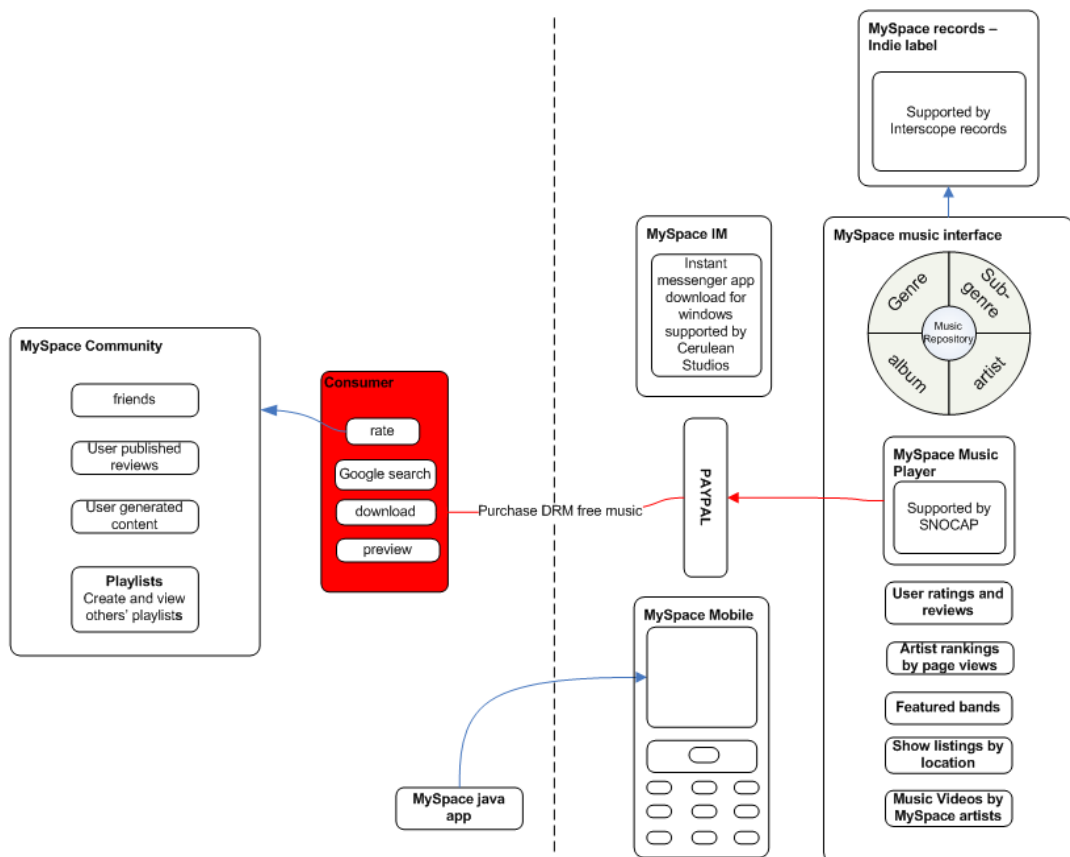 MySpace records –
Indie label
Supported by
Interscope records
MySpace IM
Instant
messenger app
download for
windows
supported by
Cerulean
Studios
MySpace music interface
Genre
Sub-
genre
Music
Repository
album
artist
MySpace Community
friends
User published
reviews
User generated
content
Playlists
Create and view
others' playlists
Consumer
rate
Google search
download
preview
Purchase DRM free music
PAYPAL
MySpace Music
Player
Supported by
SNOCAP
User ratings and
reviews
Artist rankings
by page views
Featured bands
Show listings by
location
Music Videos by
MySpace artists
MySpace Mobile
MySpace java
app